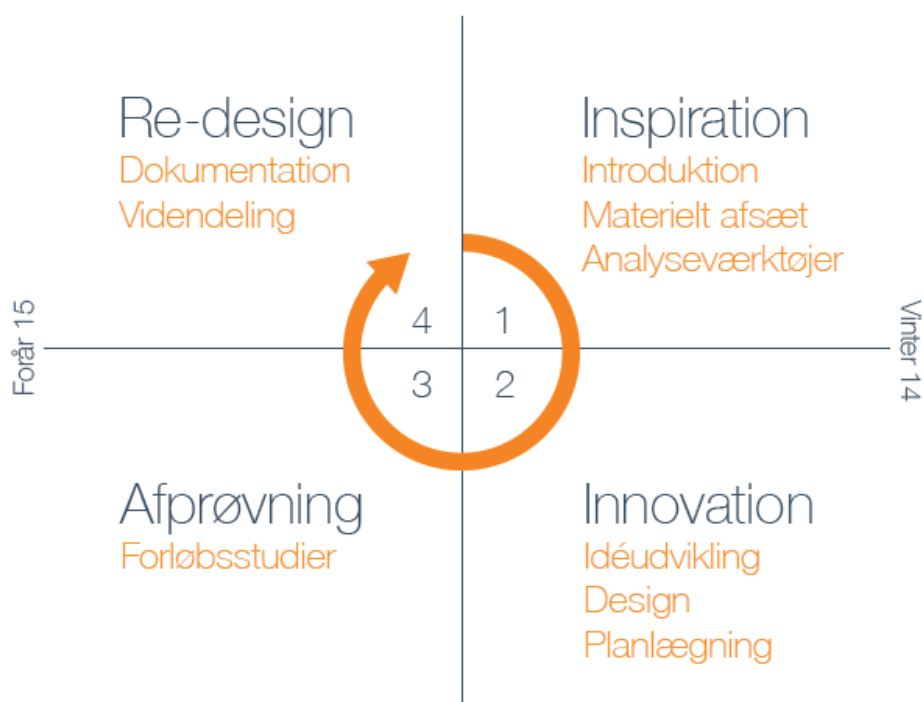 Re-design
Dokumentation
Videndeling
Inspiration
Introduktion
Materielt afsæt
Analyseværktøjer
Forår 15
4
1
3
2
Vinter 14
Afprøvning
Forløbsstudier
Innovation
Idéudvikling
Design
Planlægning